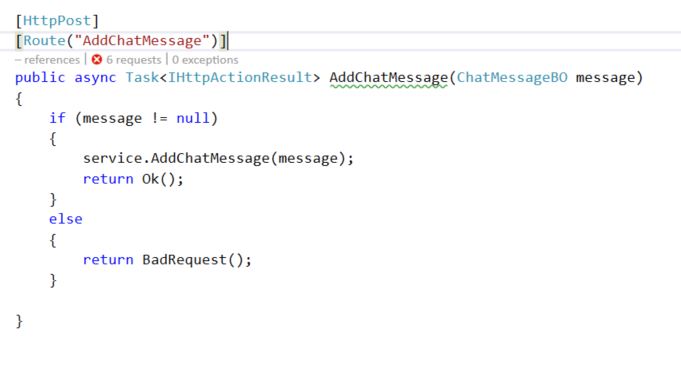 [HttpPost]
[Route("AddChatMessage")]
– references | 6 requests | 0 exceptions
public async Task<IHttpActionResult> AddChatMessage(ChatMessageBO message)
{
    if (message != null)
    {
        service.AddChatMessage(message);
        return Ok();
    }
    else
    {
        return BadRequest();
    }
}